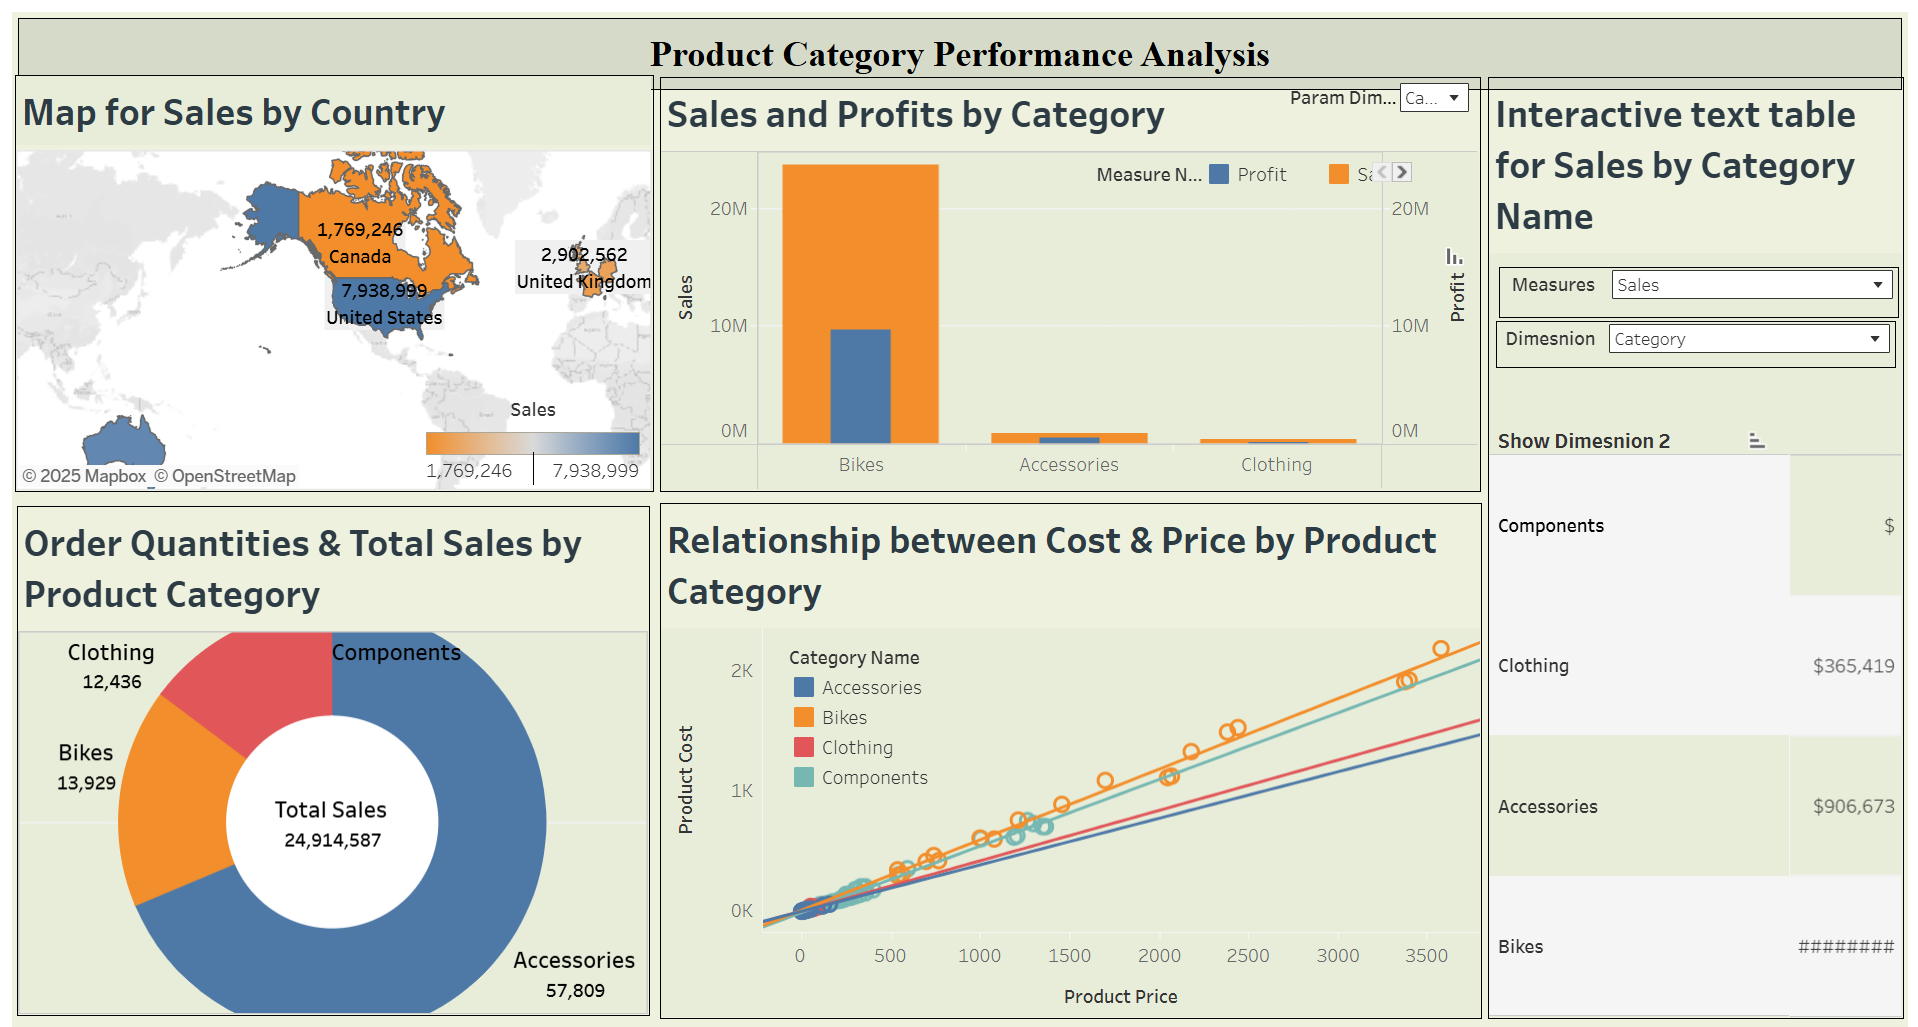 Product Category Performance Analysis
Map for Sales by Country
1,769,246
Canada
2,902,562
United Kingdom
7,938,999
United States
Sales
1,769,246 7,938,999
© 2025 Mapbox © OpenStreetMap
Sales and Profits by Category
Param Dim... Ca...
Measure N... Profit Sa
20M 20M
10M 10M
0M 0M
Sales
Profit
Bikes Accessories Clothing
Interactive text table
for Sales by Category
Name
Measures Sales
Dimesnion Category
Show Dimesnion 2
Components $
Clothing $365,419
Accessories $906,673
Bikes ########
Order Quantities & Total Sales by
Product Category
Clothing
12,436
Components
Bikes
13,929
Total Sales
24,914,587
Accessories
57,809
Relationship between Cost & Price by Product
Category
Category Name
Accessories
Bikes
Clothing
Components
2K
1K
0K
Product Cost
0 500 1000 1500 2000 2500 3000 3500
Product Price